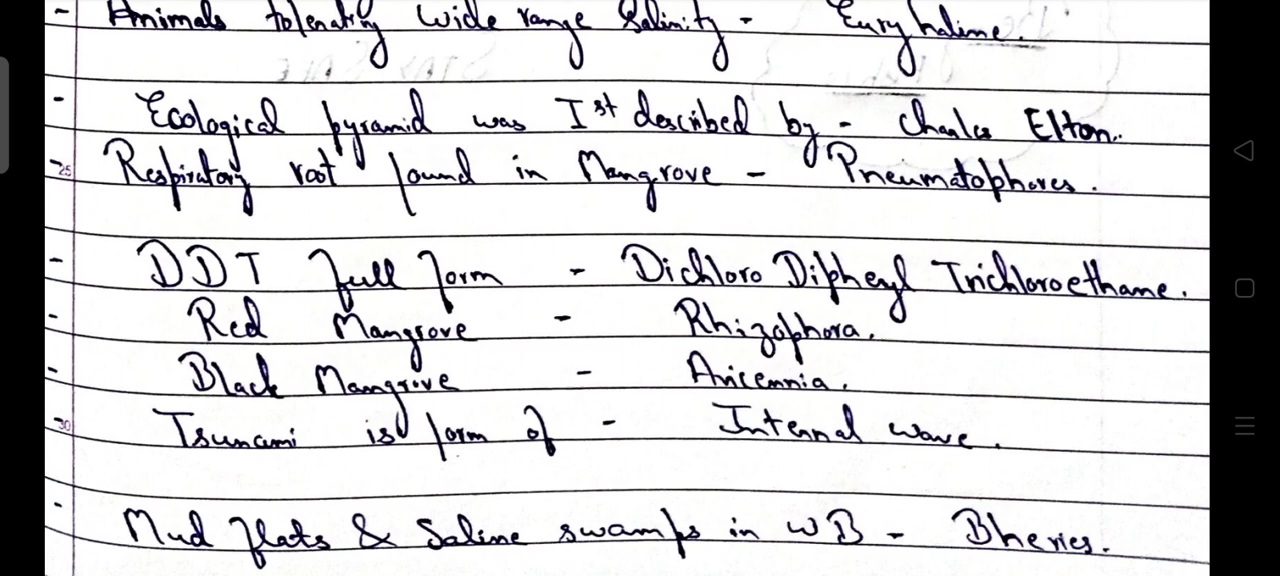 - Animals tolerating wide range Salinity - Euryhaline.
- Ecological pyramid was Ist described by - Charles Elton.
25 - Respiratory root found in Mangrove - Pneumatophores.
- DDT full form - Dichloro Diphenyl Trichloroethane.
- Red Mangrove - Rhizophora.
- Black Mangrove - Avicennia.
30 - Tsunami is form of - Internal wave.
- Mud flats & Saline swamps in WB - Bheries.